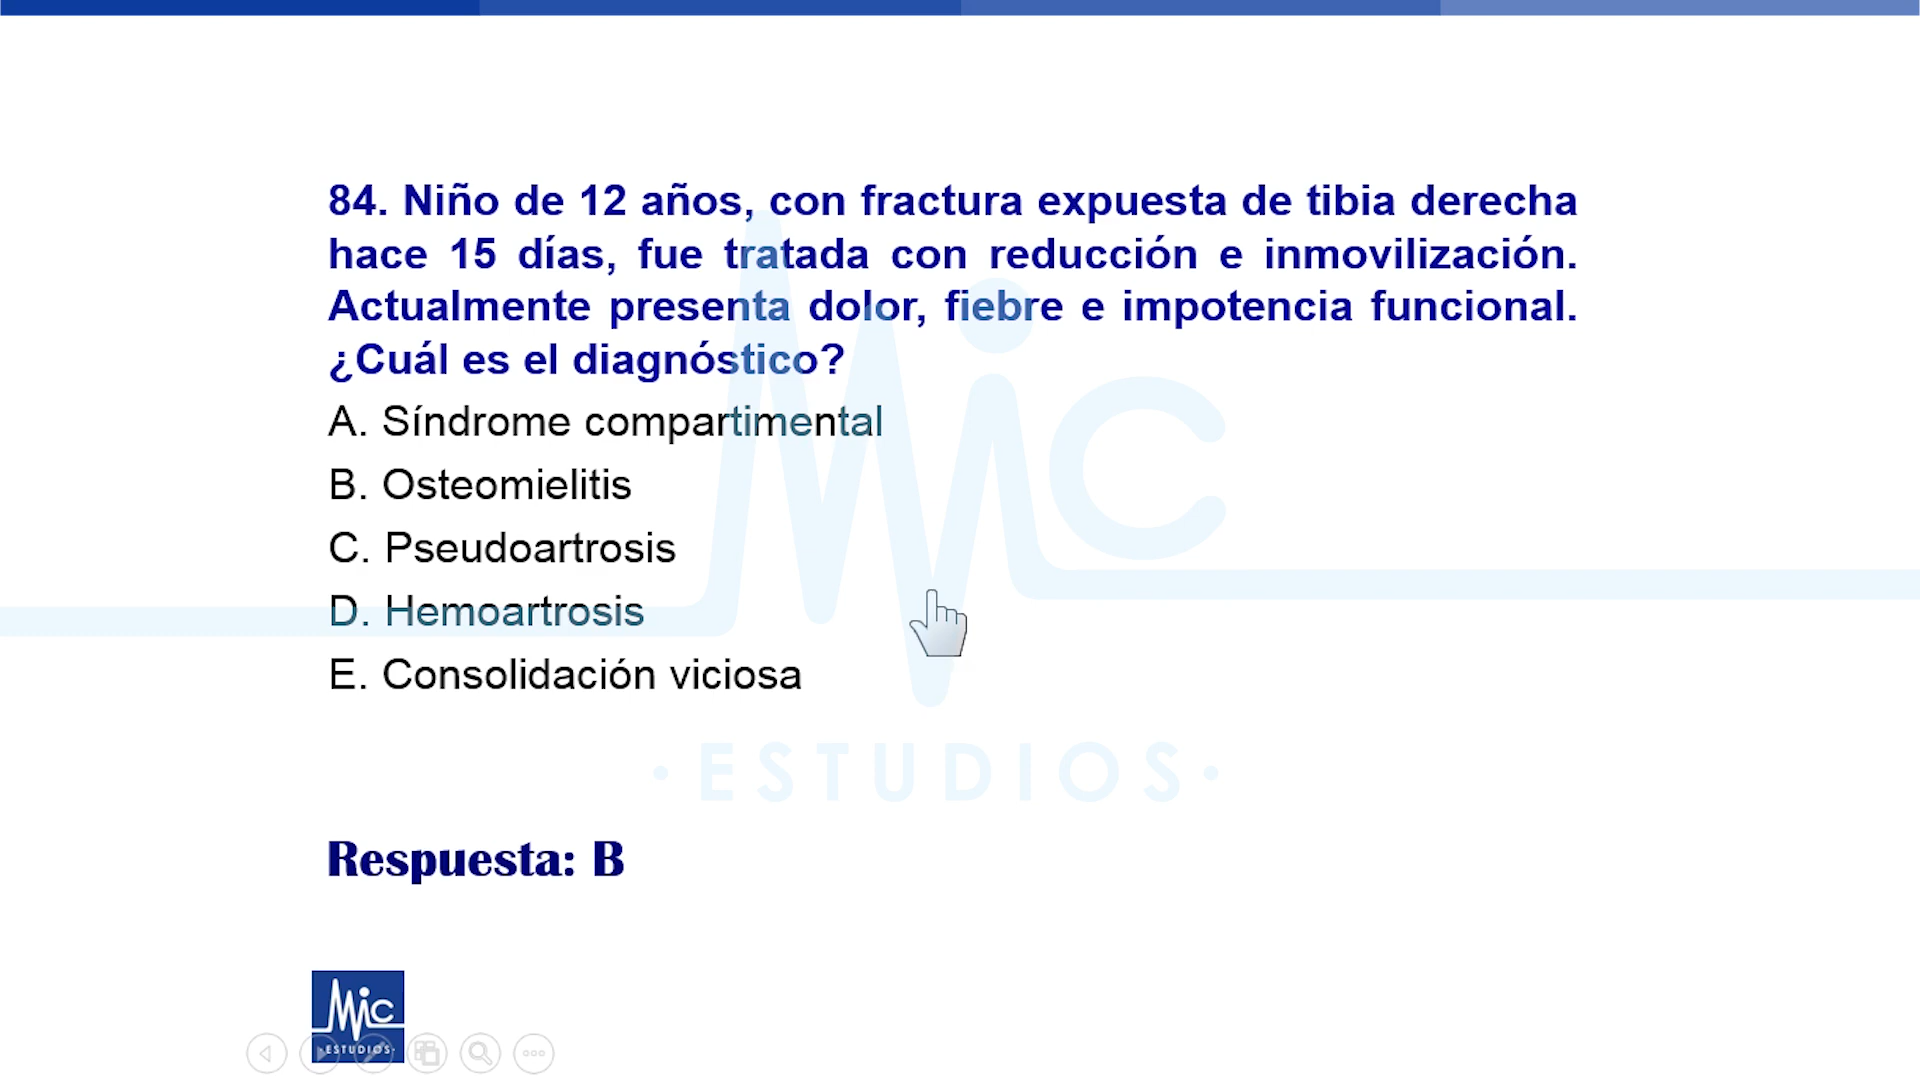 84. Niño de 12 años, con fractura expuesta de tibia derecha
hace 15 días, fue tratada con reducción e inmovilización.
Actualmente presenta dolor, fiebre e impotencia funcional.
¿Cuál es el diagnóstico?
A. Síndrome compartimental
B. Osteomielitis
C. Pseudoartrosis
D. Hemoartrosis
E. Consolidación viciosa
Mic
·ESTUDIOS·
Respuesta: B
Mic
·ESTUDIOS·